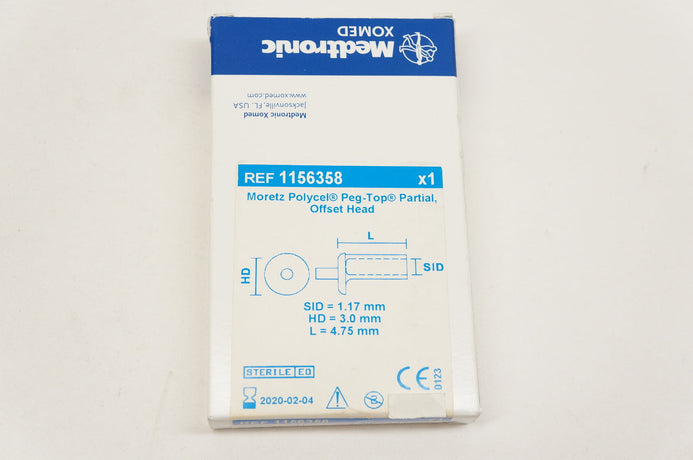 Medtronic
XOMED
Medtronic Xomed
Jacksonville, FL USA
www.xomed.com
REF 1156358 x1
Moretz Polycel® Peg-Top® Partial,
Offset Head
L
HD
SID
SID = 1.17 mm
HD = 3.0 mm
L = 4.75 mm
STERILE EO
CE
0123
2020-02-04
2